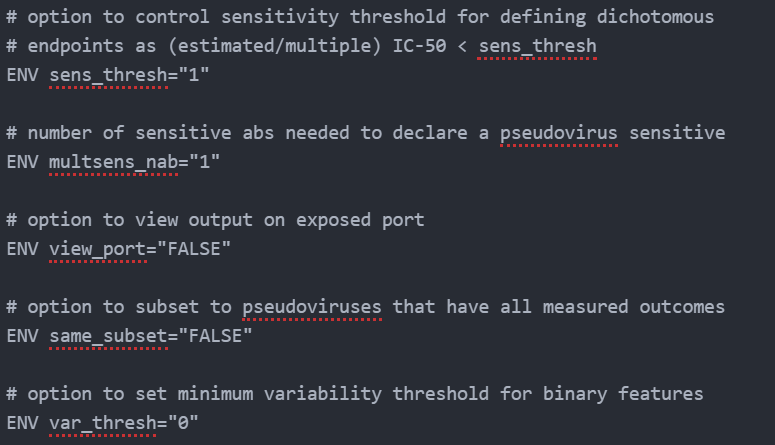 # option to control sensitivity threshold for defining dichotomous
# endpoints as (estimated/multiple) IC-50 < sens_thresh
ENV sens_thresh="1"
# number of sensitive abs needed to declare a pseudovirus sensitive
ENV multsens_nab="1"
# option to view output on exposed port
ENV view_port="FALSE"
# option to subset to pseudoviruses that have all measured outcomes
ENV same_subset="FALSE"
# option to set minimum variability threshold for binary features
ENV var_thresh="0"